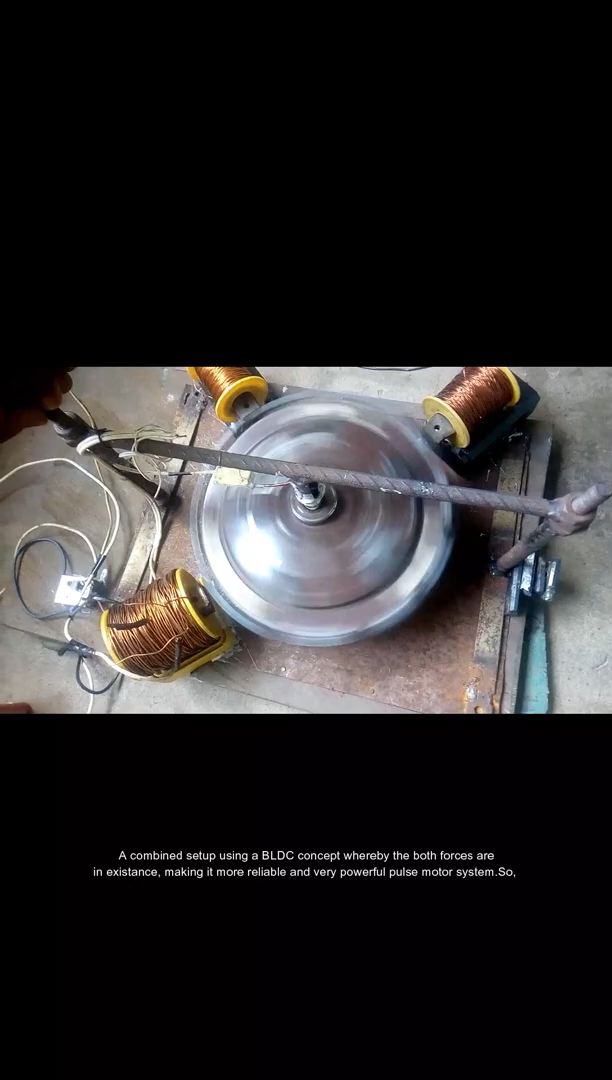 A combined setup using a BLDC concept whereby the both forces are
in existance, making it more reliable and very powerful pulse motor system.So,